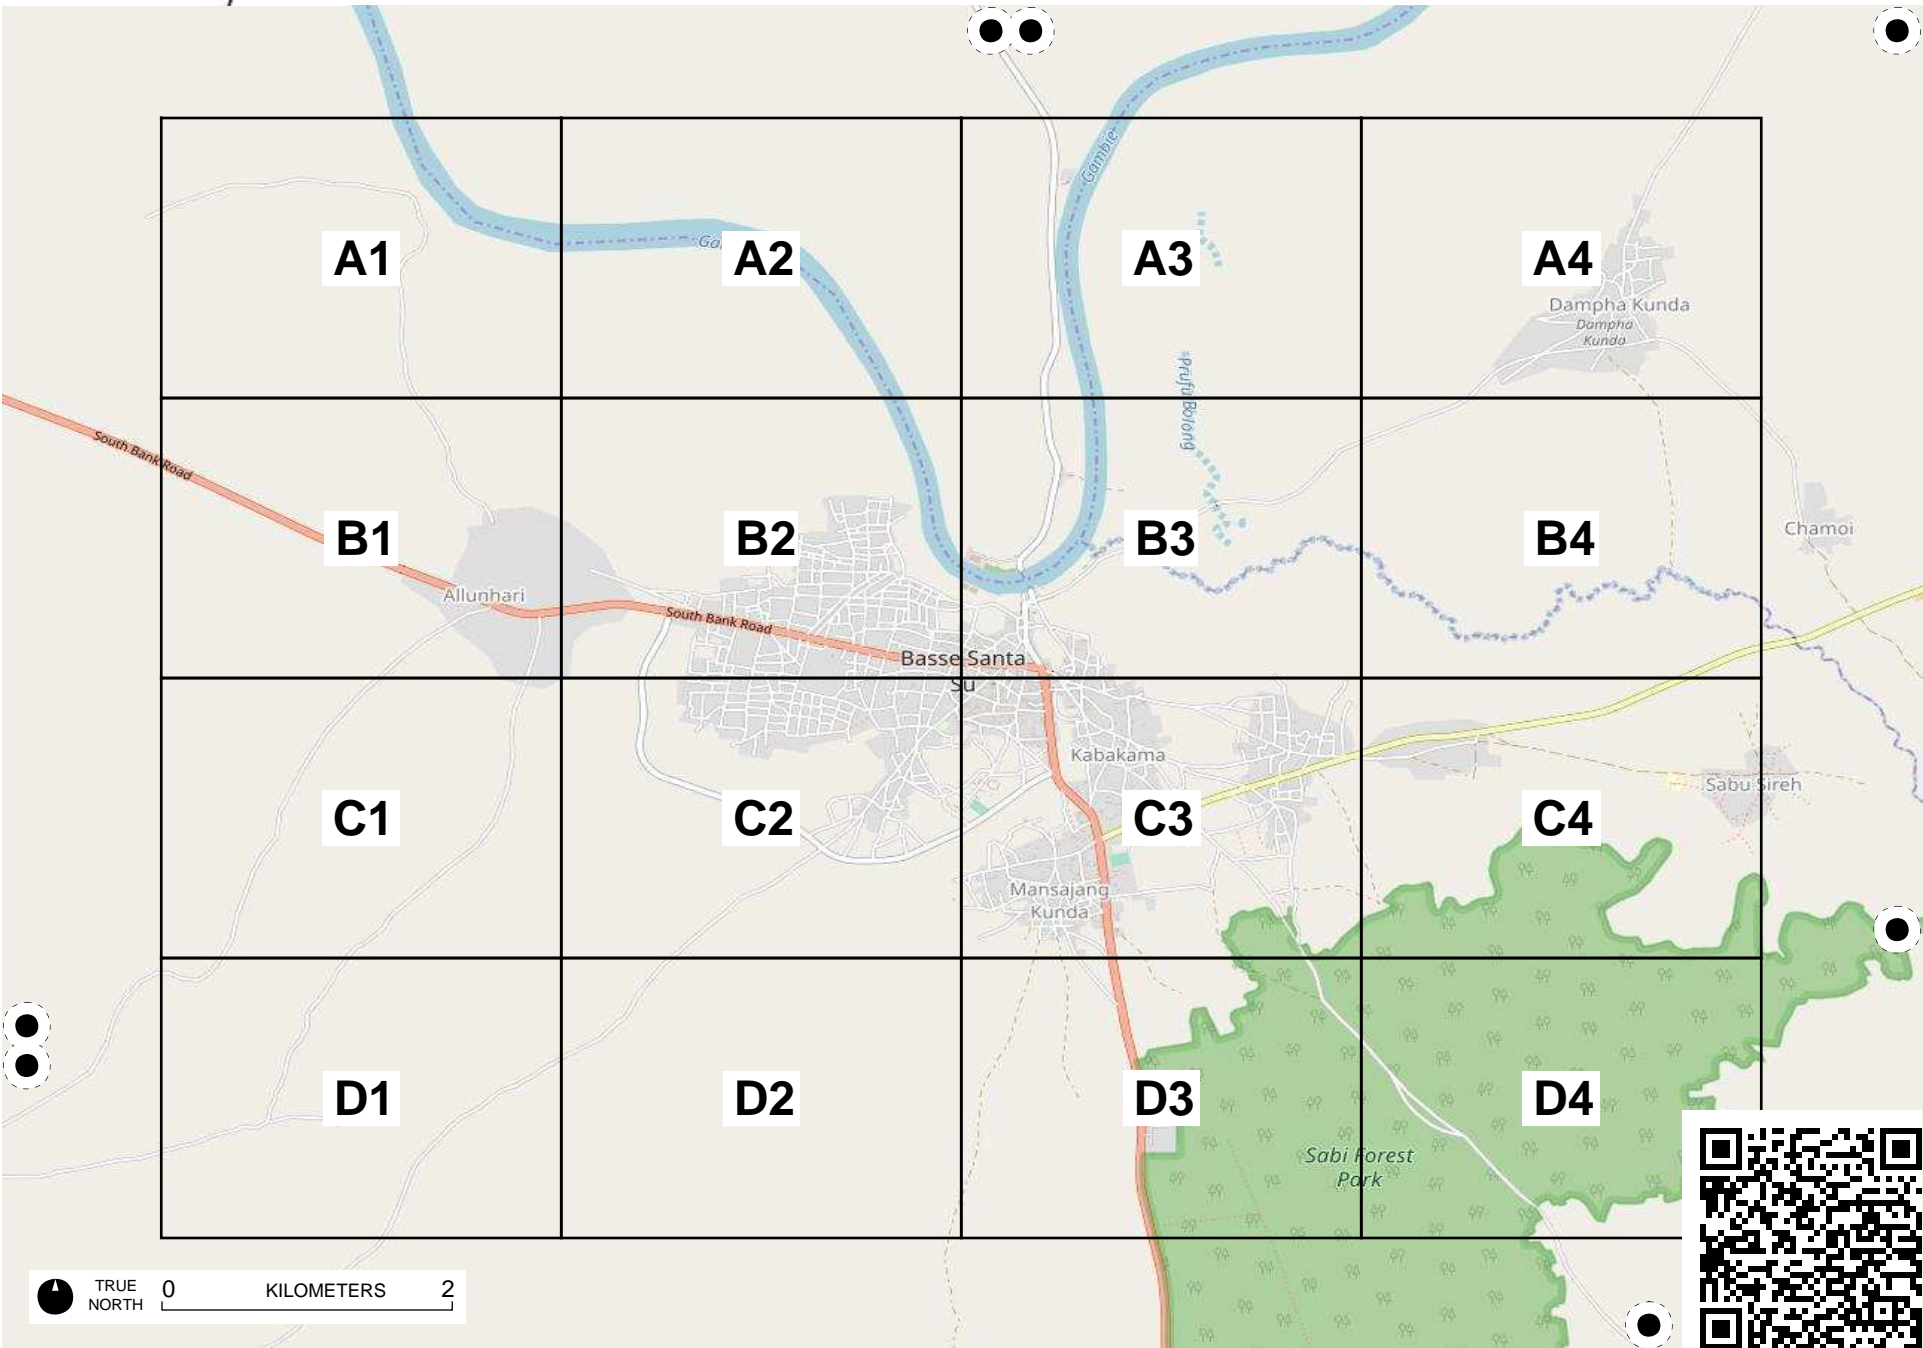 Gambie
A1
Ga
A2
A3
A4
Dampha Kunda
Dampha
Kunda
Prufu Bolong
South Bank Road
B1
B2
B3
B4
Chamoi
Allunhari
South Bank Road
Basse Santa
Su
Kabakama
Sabu Sireh
C1
C2
C3
C4
Mansajang
Kunda
D1
D2
D3
D4
Sabi Forest
Park
TRUE
NORTH
0 KILOMETERS 2